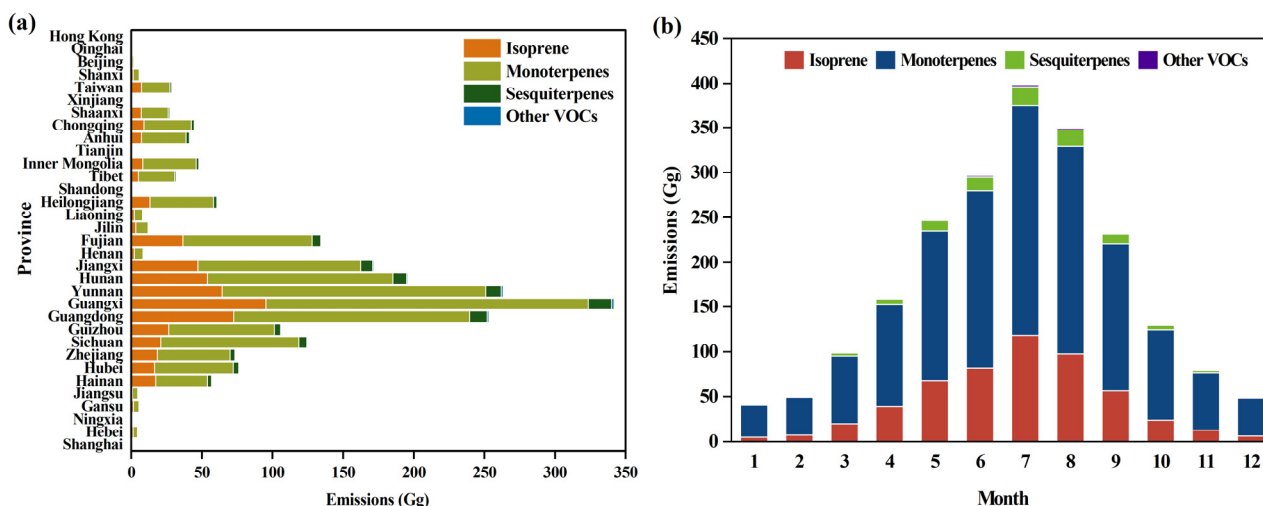 (a)
Hong Kong
Qinghai
Beijing
Shanxi
Taiwan
Xinjiang
Shaanxi
Chongqing
Anhui
Tianjin
Inner Mongolia
Tibet
Shandong
Heilongjiang
Liaoning
Jilin
Fujian
Henan
Jiangxi
Hunan
Yunnan
Guangxi
Guangdong
Guizhou
Sichuan
Zhejiang
Hubei
Hainan
Jiangsu
Gansu
Ningxia
Hebei
Shanghai
Province
Isoprene
Monoterpenes
Sesquiterpenes
Other VOCs
0 50 100 150 200 250 300 350
Emissions (Gg)
(b)
450
400
350
300
250
200
150
100
50
0
Emissions (Gg)
Isoprene Monoterpenes Sesquiterpenes Other VOCs
1 2 3 4 5 6 7 8 9 10 11 12
Month